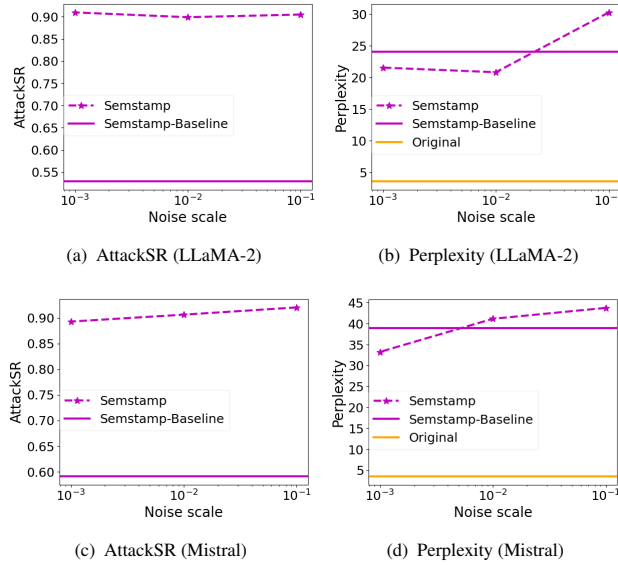 AttackSR
0.90
0.85
0.80
0.75
0.70
0.65
0.60
0.55
Semstamp
Semstamp-Baseline
10⁻³
10⁻²
10⁻¹
Noise scale
(a) AttackSR (LLaMA-2)
Perplexity
30
25
20
15
10
5
Semstamp
Semstamp-Baseline
Original
10⁻³
10⁻²
10⁻¹
Noise scale
(b) Perplexity (LLaMA-2)
AttackSR
0.90
0.85
0.80
0.75
0.70
0.65
0.60
Semstamp
Semstamp-Baseline
10⁻³
10⁻²
10⁻¹
Noise scale
(c) AttackSR (Mistral)
Perplexity
45
40
35
30
25
20
15
10
5
Semstamp
Semstamp-Baseline
Original
10⁻³
10⁻²
10⁻¹
Noise scale
(d) Perplexity (Mistral)